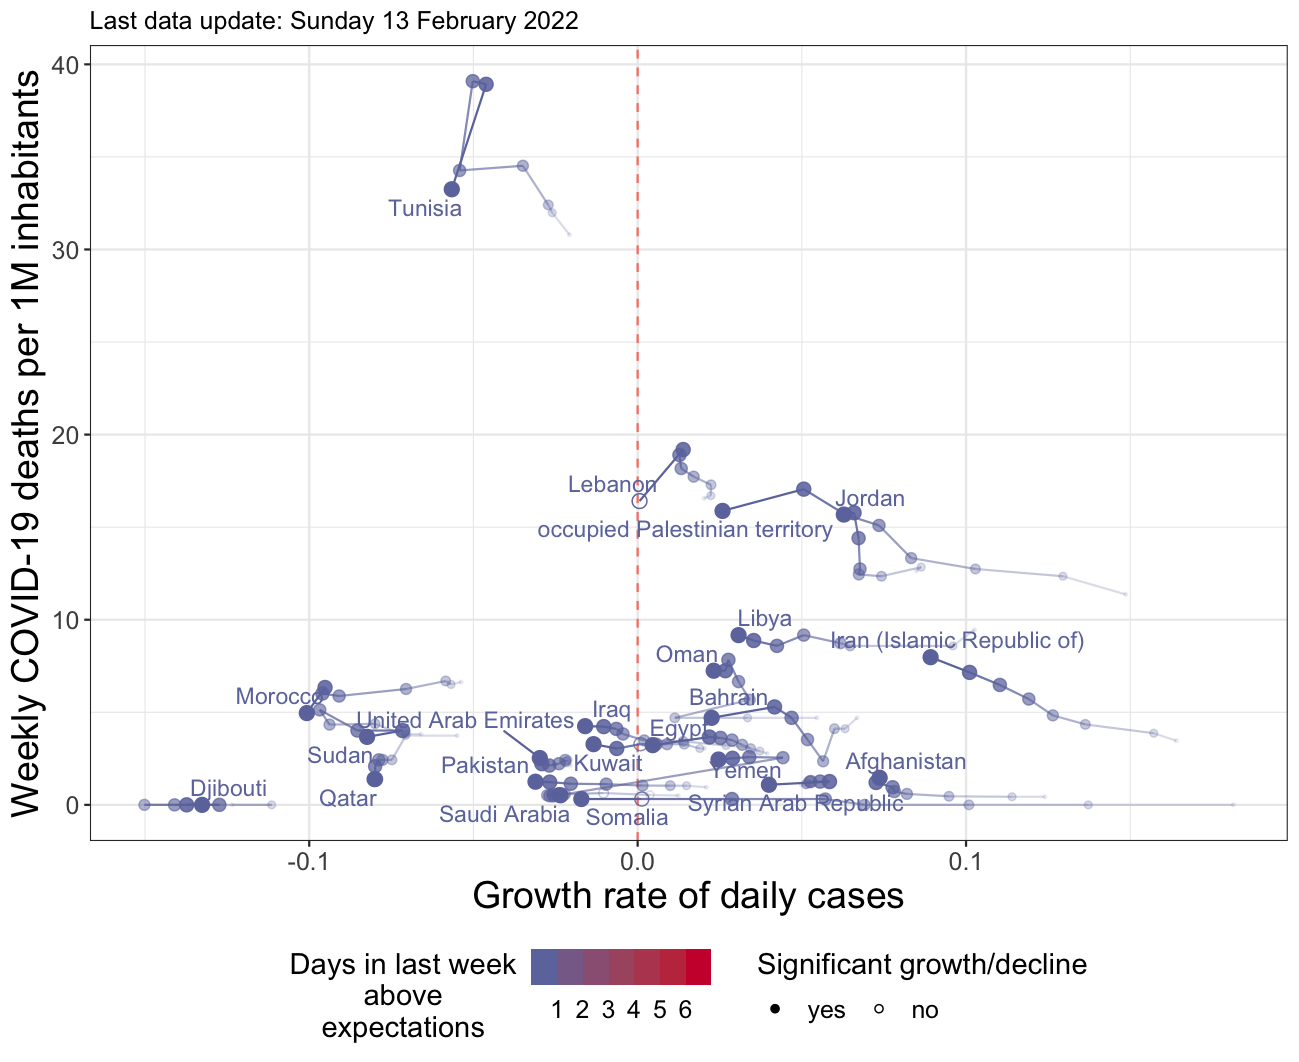 Last data update: Sunday 13 February 2022
Weekly COVID-19 deaths per 1M inhabitants
40
30
20
10
0
Tunisia
Lebanon
Jordan
occupied Palestinian territory
Libya
Iran (Islamic Republic of)
Oman
Morocco
Bahrain
Iraq
United Arab Emirates
Egypt
Sudan
Pakistan
Kuwait
Yemen
Afghanistan
Djibouti
Qatar
Saudi Arabia
Somalia
Syrian Arab Republic
-0.1
0.0
0.1
Growth rate of daily cases
Days in last week
above
expectations
1 2 3 4 5 6
Significant growth/decline
yes
no